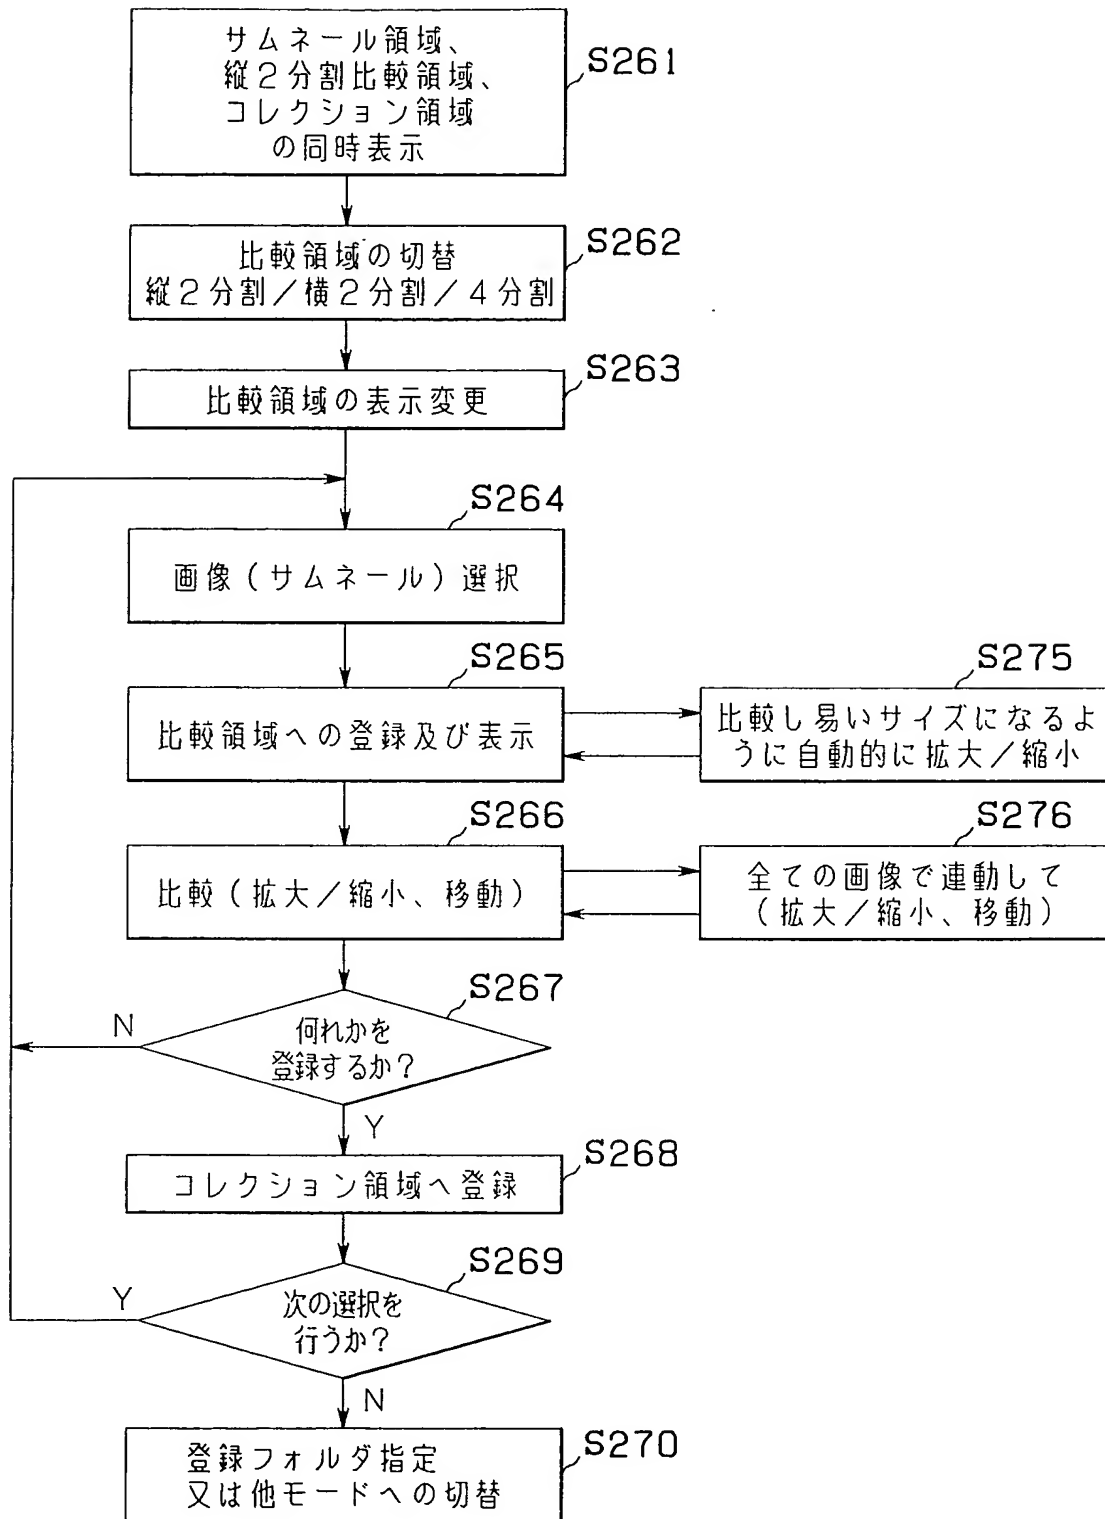 サムネール領域、
縦2分割比較領域、
コレクション領域
の同時表示
S261
比較領域の切替
縦2分割/横2分割/4分割
S262
比較領域の表示変更
S263
画像(サムネール)選択
S264
比較領域への登録及び表示
S265
比較し易いサイズになるよ
うに自動的に拡大/縮小
S275
比較(拡大/縮小、移動)
S266
全ての画像で連動して
(拡大/縮小、移動)
S276
何れかを
登録するか?
S267
N
Y
コレクション領域へ登録
S268
次の選択を
行うか?
S269
Y
N
登録フォルダ指定
又は他モードへの切替
S270